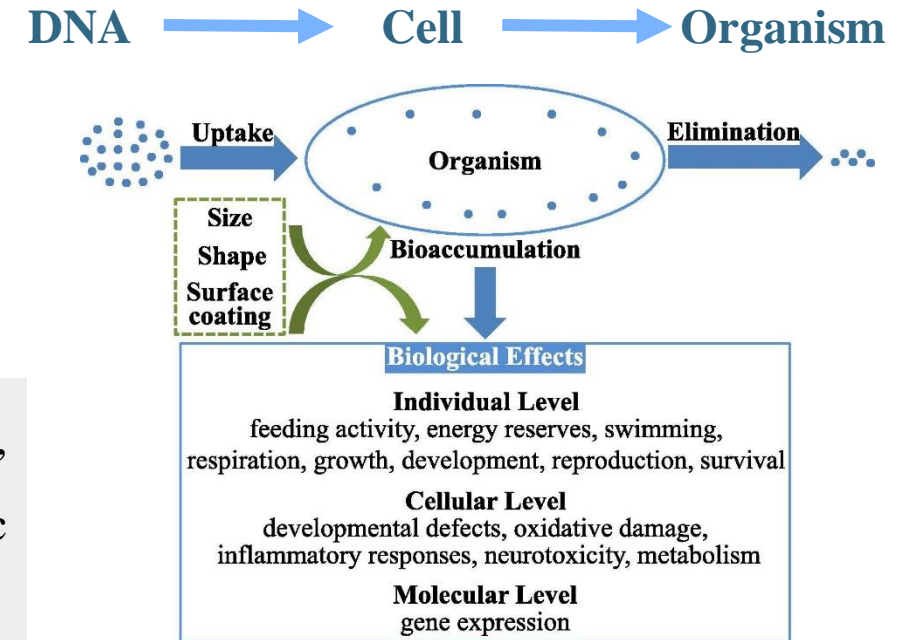 DNA Cell Organism
Uptake
Organism
Elimination
Size
Shape
Surface
coating
Bioaccumulation
Biological Effects
Individual Level
feeding activity, energy reserves, swimming,
respiration, growth, development, reproduction, survival
Cellular Level
developmental defects, oxidative damage,
inflammatory responses, neurotoxicity, metabolism
Molecular Level
gene expression